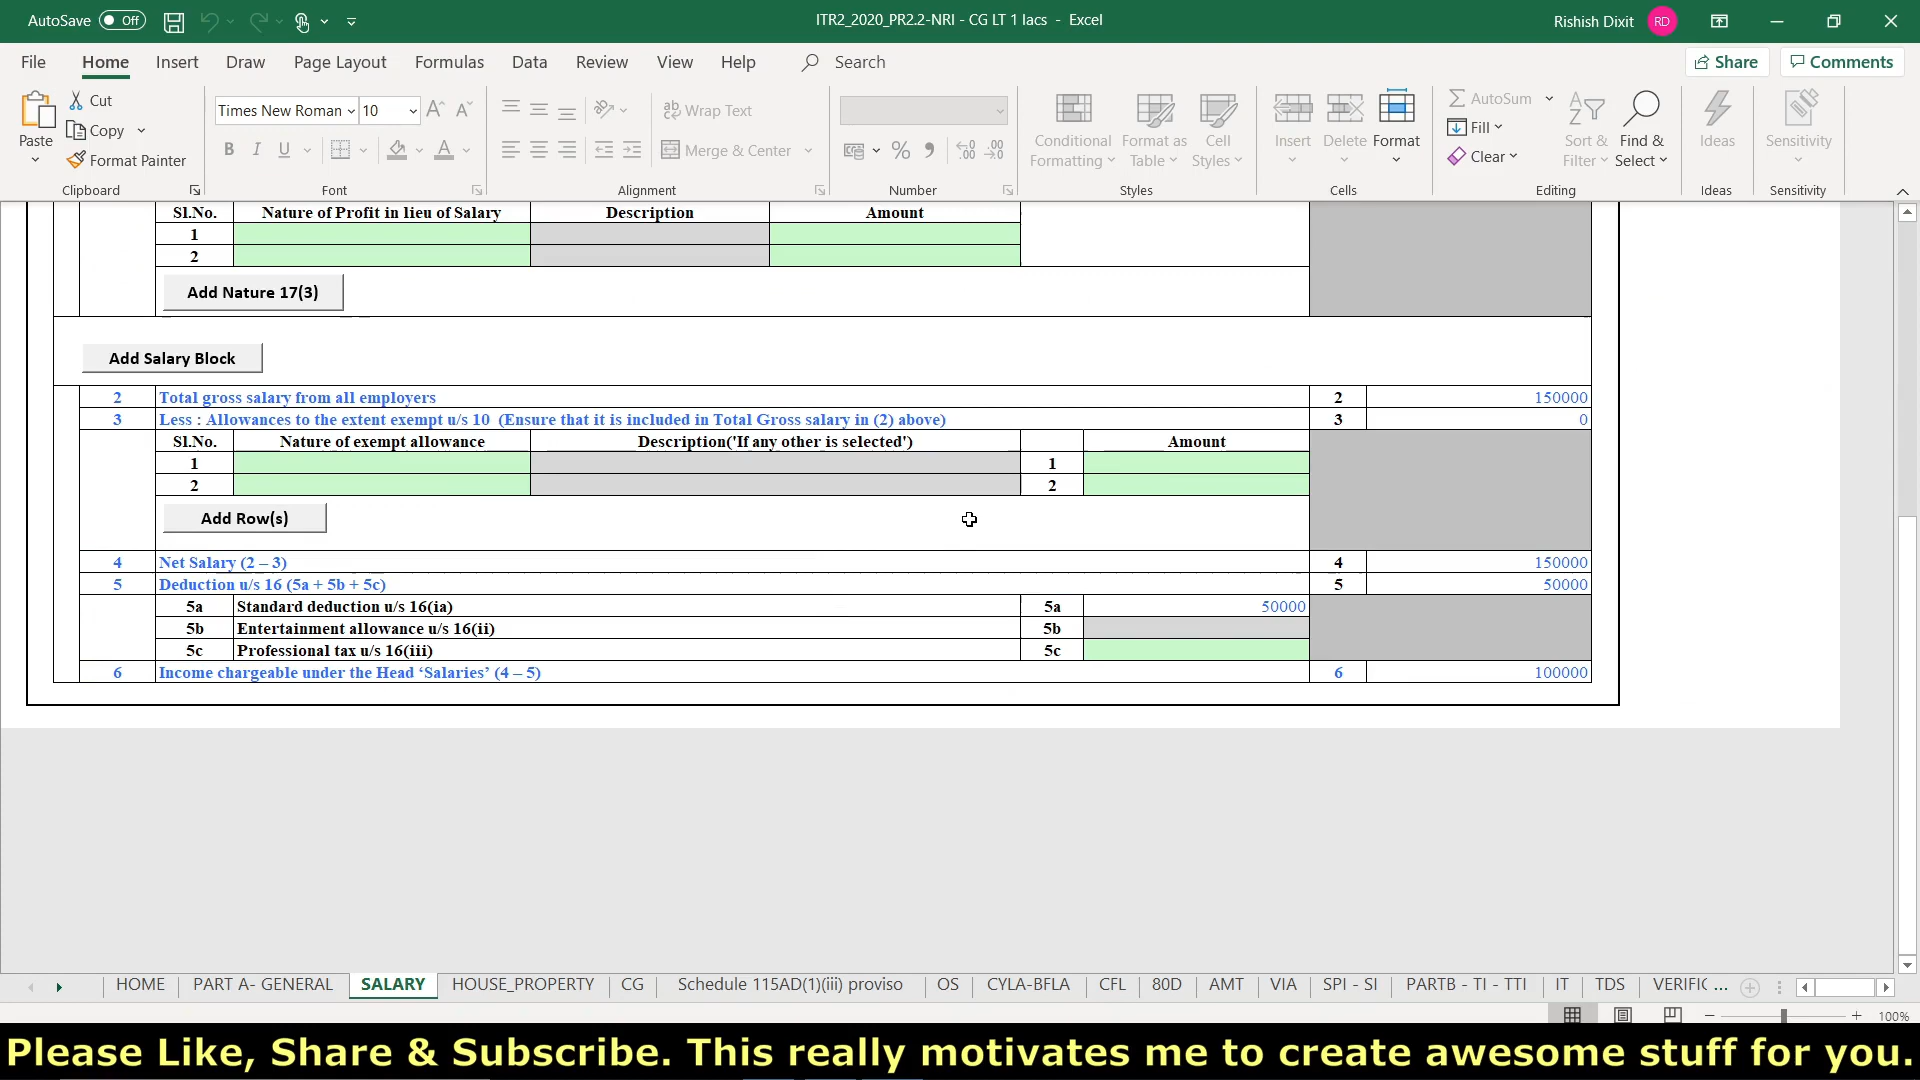 AutoSave Off ITR2_2020_PR2.2-NRI - CG LT 1 lacs - Excel Rishish Dixit RD
File Home Insert Draw Page Layout Formulas Data Review View Help Search Share Comments
Paste Cut Copy Format Painter Clipboard
Times New Roman 10 B I U A Font
ab Wrap Text Merge & Center Alignment
% , Number
Conditional Formatting Format as Table Cell Styles Styles
Insert Delete Format Cells
AutoSum Fill Clear Sort & Filter Find & Select Editing
Ideas Ideas
Sensitivity Sensitivity
Sl.No. Nature of Profit in lieu of Salary Description Amount
1
2
Add Nature 17(3)
Add Salary Block
2 Total gross salary from all employers 2 150000
3 Less : Allowances to the extent exempt u/s 10 (Ensure that it is included in Total Gross salary in (2) above) 3 0
Sl.No. Nature of exempt allowance Description('If any other is selected') Amount
1 1
2 2
Add Row(s)
4 Net Salary (2 – 3) 4 150000
5 Deduction u/s 16 (5a + 5b + 5c) 5 50000
5a Standard deduction u/s 16(ia) 5a 50000
5b Entertainment allowance u/s 16(ii) 5b
5c Professional tax u/s 16(iii) 5c
6 Income chargeable under the Head ‘Salaries’ (4 – 5) 6 100000
HOME PART A- GENERAL SALARY HOUSE_PROPERTY CG Schedule 115AD(1)(iii) proviso OS CYLA-BFLA CFL 80D AMT VIA SPI - SI PARTB - TI - TTI IT TDS VERIFIC ...
100%
Please Like, Share & Subscribe. This really motivates me to create awesome stuff for you.